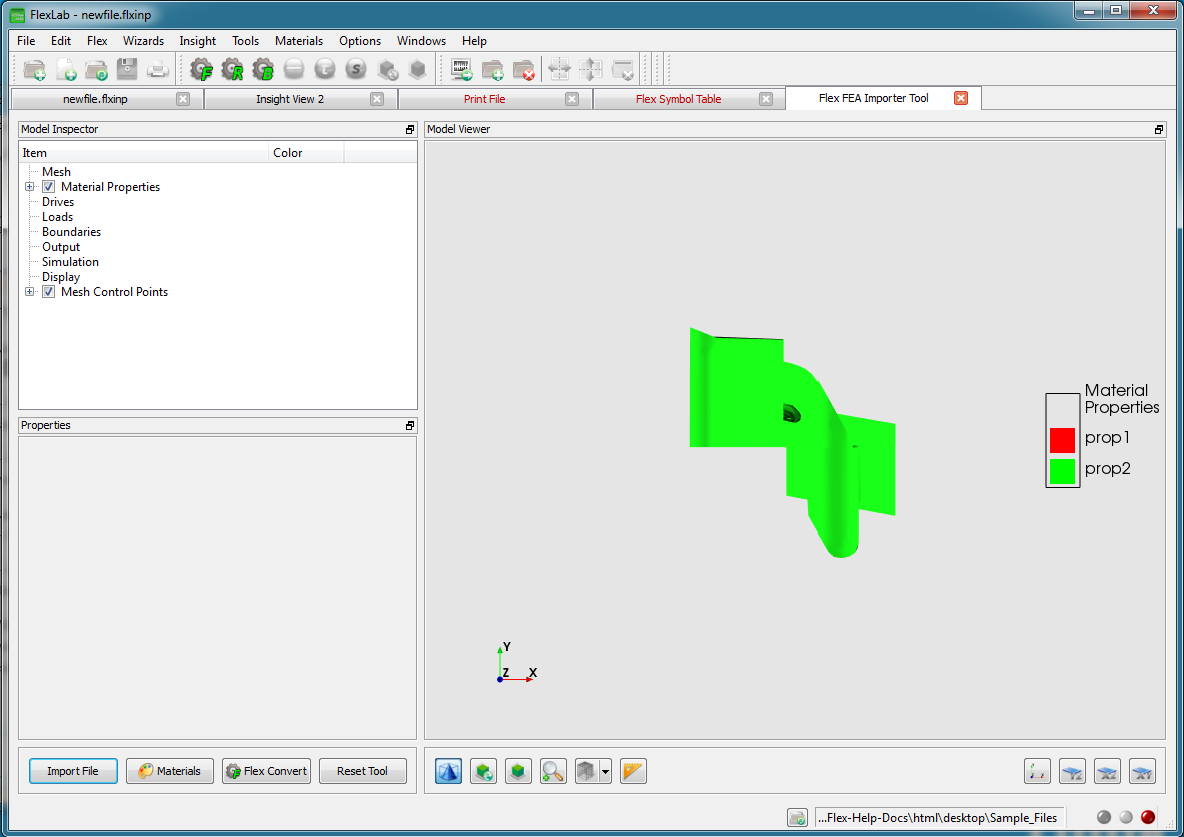 FlexLab - newfile.flxinp
File Edit Flex Wizards Insight Tools Materials Options Windows Help
F R B L S
newfile.flxinp Insight View 2 Print File Flex Symbol Table Flex FEA Importer Tool
Model Inspector
Item Color
Mesh
Material Properties
Drives
Loads
Boundaries
Output
Simulation
Display
Mesh Control Points
Properties
Import File Materials Flex Convert Reset Tool
Model Viewer
Material
Properties
prop1
prop2
Y
Z X
...Flex-Help-Docs\html\desktop\Sample_Files